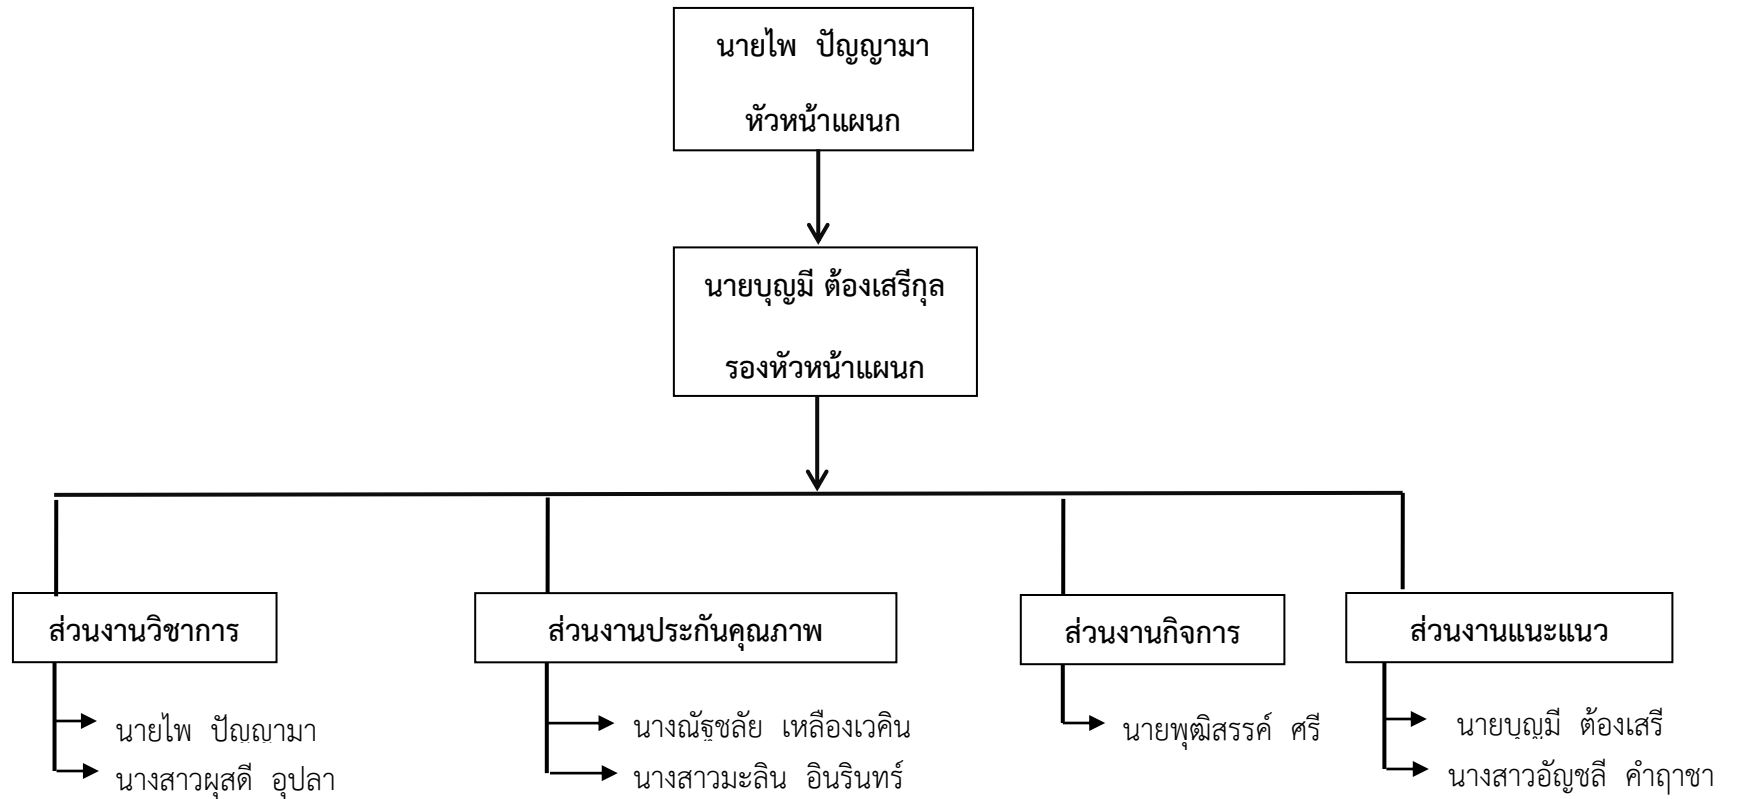 นายไพ ปัญญามา
หัวหน้าแผนก
นายบุญมี ต้องเสรีกุล
รองหัวหน้าแผนก
ส่วนงานวิชาการ
นายไพ ปัญญามา
นางสาวผุสดี อุปลา
ส่วนงานประกันคุณภาพ
นางณัฐชลัย เหลืองเวคิน
นางสาวมะลิน อินรินทร์
ส่วนงานกิจการ
นายพุฒิสรรค์ ศรี
ส่วนงานแนะแนว
นายบุญมี ต้องเสรี
นางสาวอัญชลี คำฤาชา